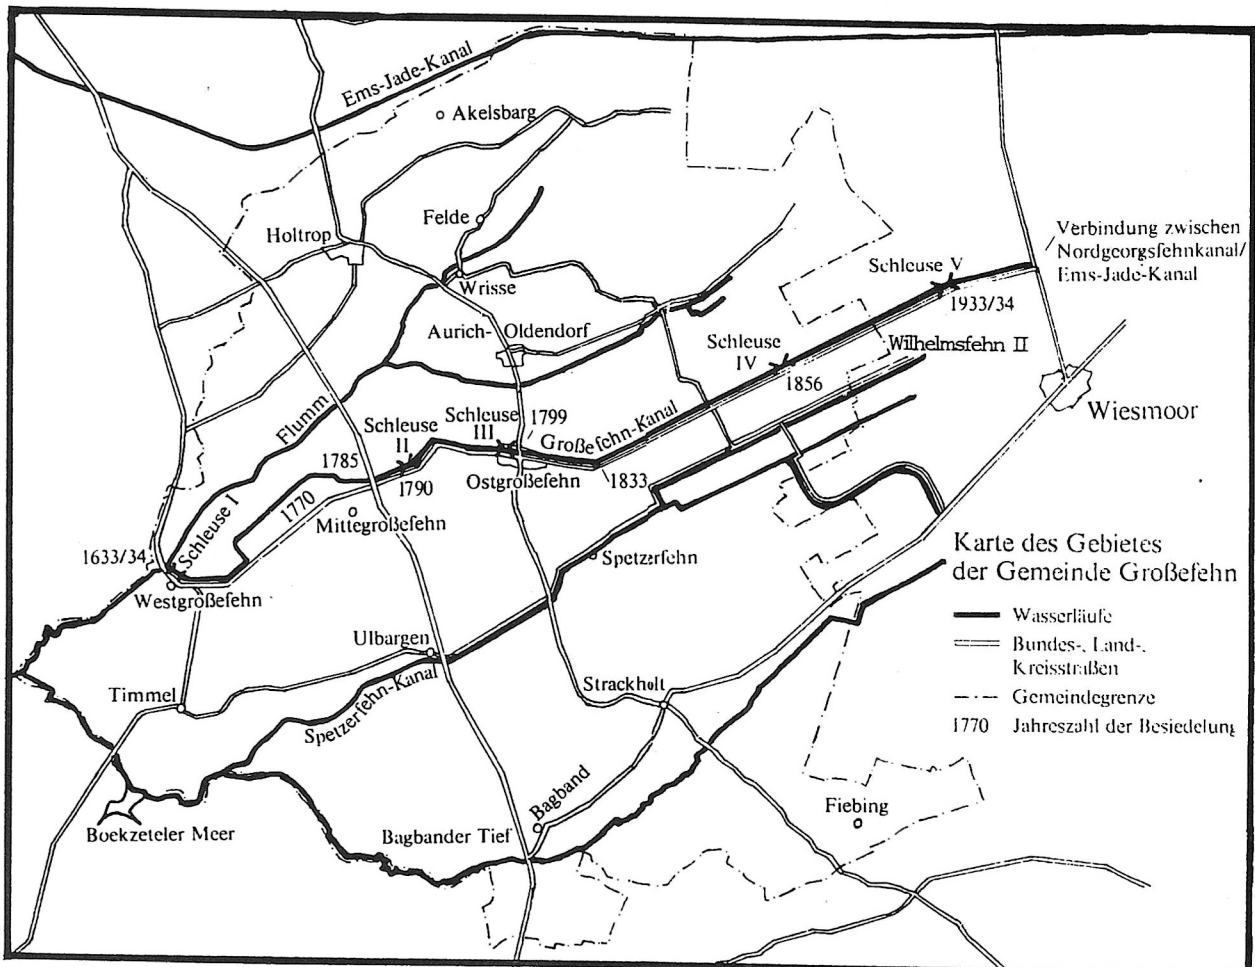 Ems-Jade-Kanal
Akelsbarg
Felde
Holtrop
Verbindung zwischen
Nordgeorgsfehnkanal/
Ems-Jade-Kanal
Wrisse
Schleuse V
1933/34
Aurich-Oldendorf
Schleuse
IV
1856
Wilhelmsfehn II
Wiesmoor
Flumm
Schleuse
II
Schleuse
III
1799
Großefehn-Kanal
1785
1790
Ostgroßefehn
1833
1770
Mittegroßefehn
Schleuse I
1633/34
Westgroßefehn
Spetzerfehn
Karte des Gebietes
der Gemeinde Großefehn
Wasserläufe
Bundes-, Land-,
Kreisstraßen
Gemeindegrenze
1770 Jahreszahl der Besiedelung
Ulbargen
Timmel
Spetzerfehn-Kanal
Strackholt
Bagband
Fiebing
Boekzeteler Meer
Bagbander Tief